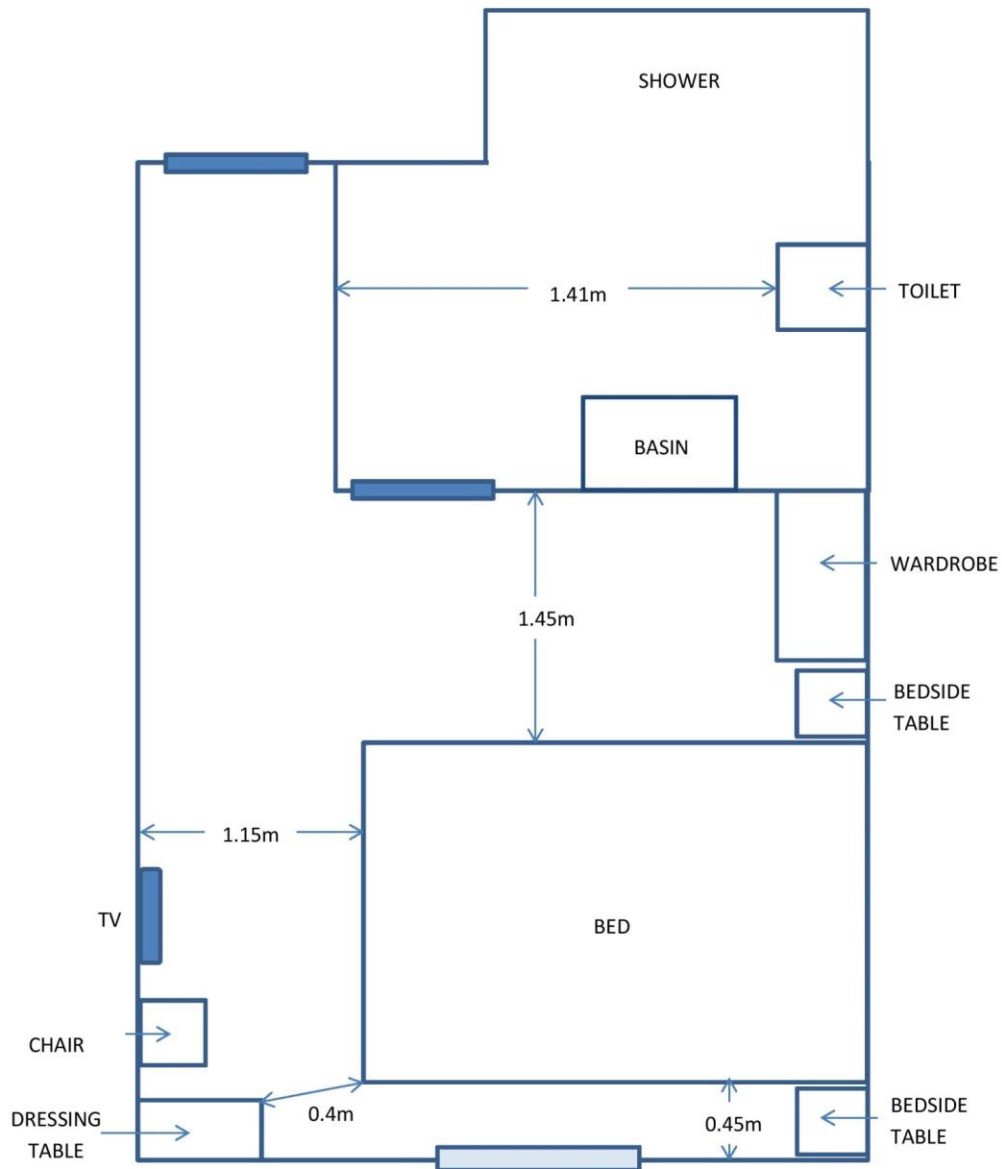 SHOWER
1.41m
TOILET
BASIN
WARDROBE
1.45m
BEDSIDE
TABLE
1.15m
TV
BED
CHAIR
DRESSING
TABLE
0.4m
0.45m
BEDSIDE
TABLE